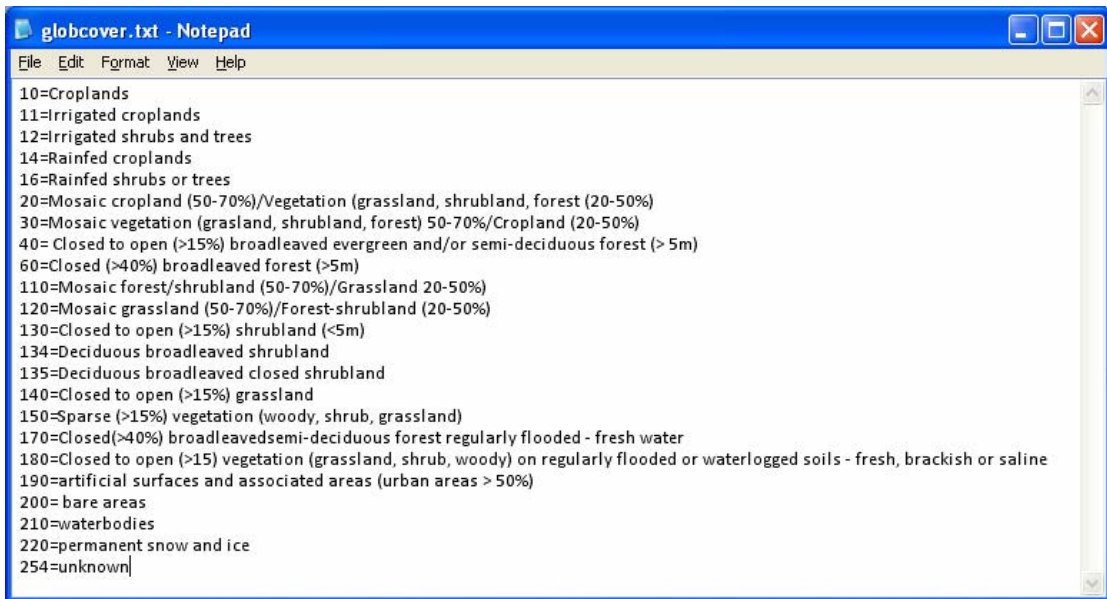 globcover.txt - Notepad
File Edit Format View Help
10=Croplands
11=Irrigated croplands
12=Irrigated shrubs and trees
14=Rainfed croplands
16=Rainfed shrubs or trees
20=Mosaic cropland (50-70%)/Vegetation (grassland, shrubland, forest (20-50%)
30=Mosaic vegetation (grasland, shrubland, forest) 50-70%/Cropland (20-50%)
40= Closed to open (>15%) broadleaved evergreen and/or semi-deciduous forest (> 5m)
60=Closed (>40%) broadleaved forest (>5m)
110=Mosaic forest/shrubland (50-70%)/Grassland 20-50%)
120=Mosaic grassland (50-70%)/Forest-shrubland (20-50%)
130=Closed to open (>15%) shrubland (<5m)
134=Deciduous broadleaved shrubland
135=Deciduous broadleaved closed shrubland
140=Closed to open (>15%) grassland
150=Sparse (>15%) vegetation (woody, shrub, grassland)
170=Closed(>40%) broadleavedsemi-deciduous forest regularly flooded - fresh water
180=Closed to open (>15) vegetation (grassland, shrub, woody) on regularly flooded or waterlogged soils - fresh, brackish or saline
190=artificial surfaces and associated areas (urban areas > 50%)
200= bare areas
210=waterbodies
220=permanent snow and ice
254=unknown